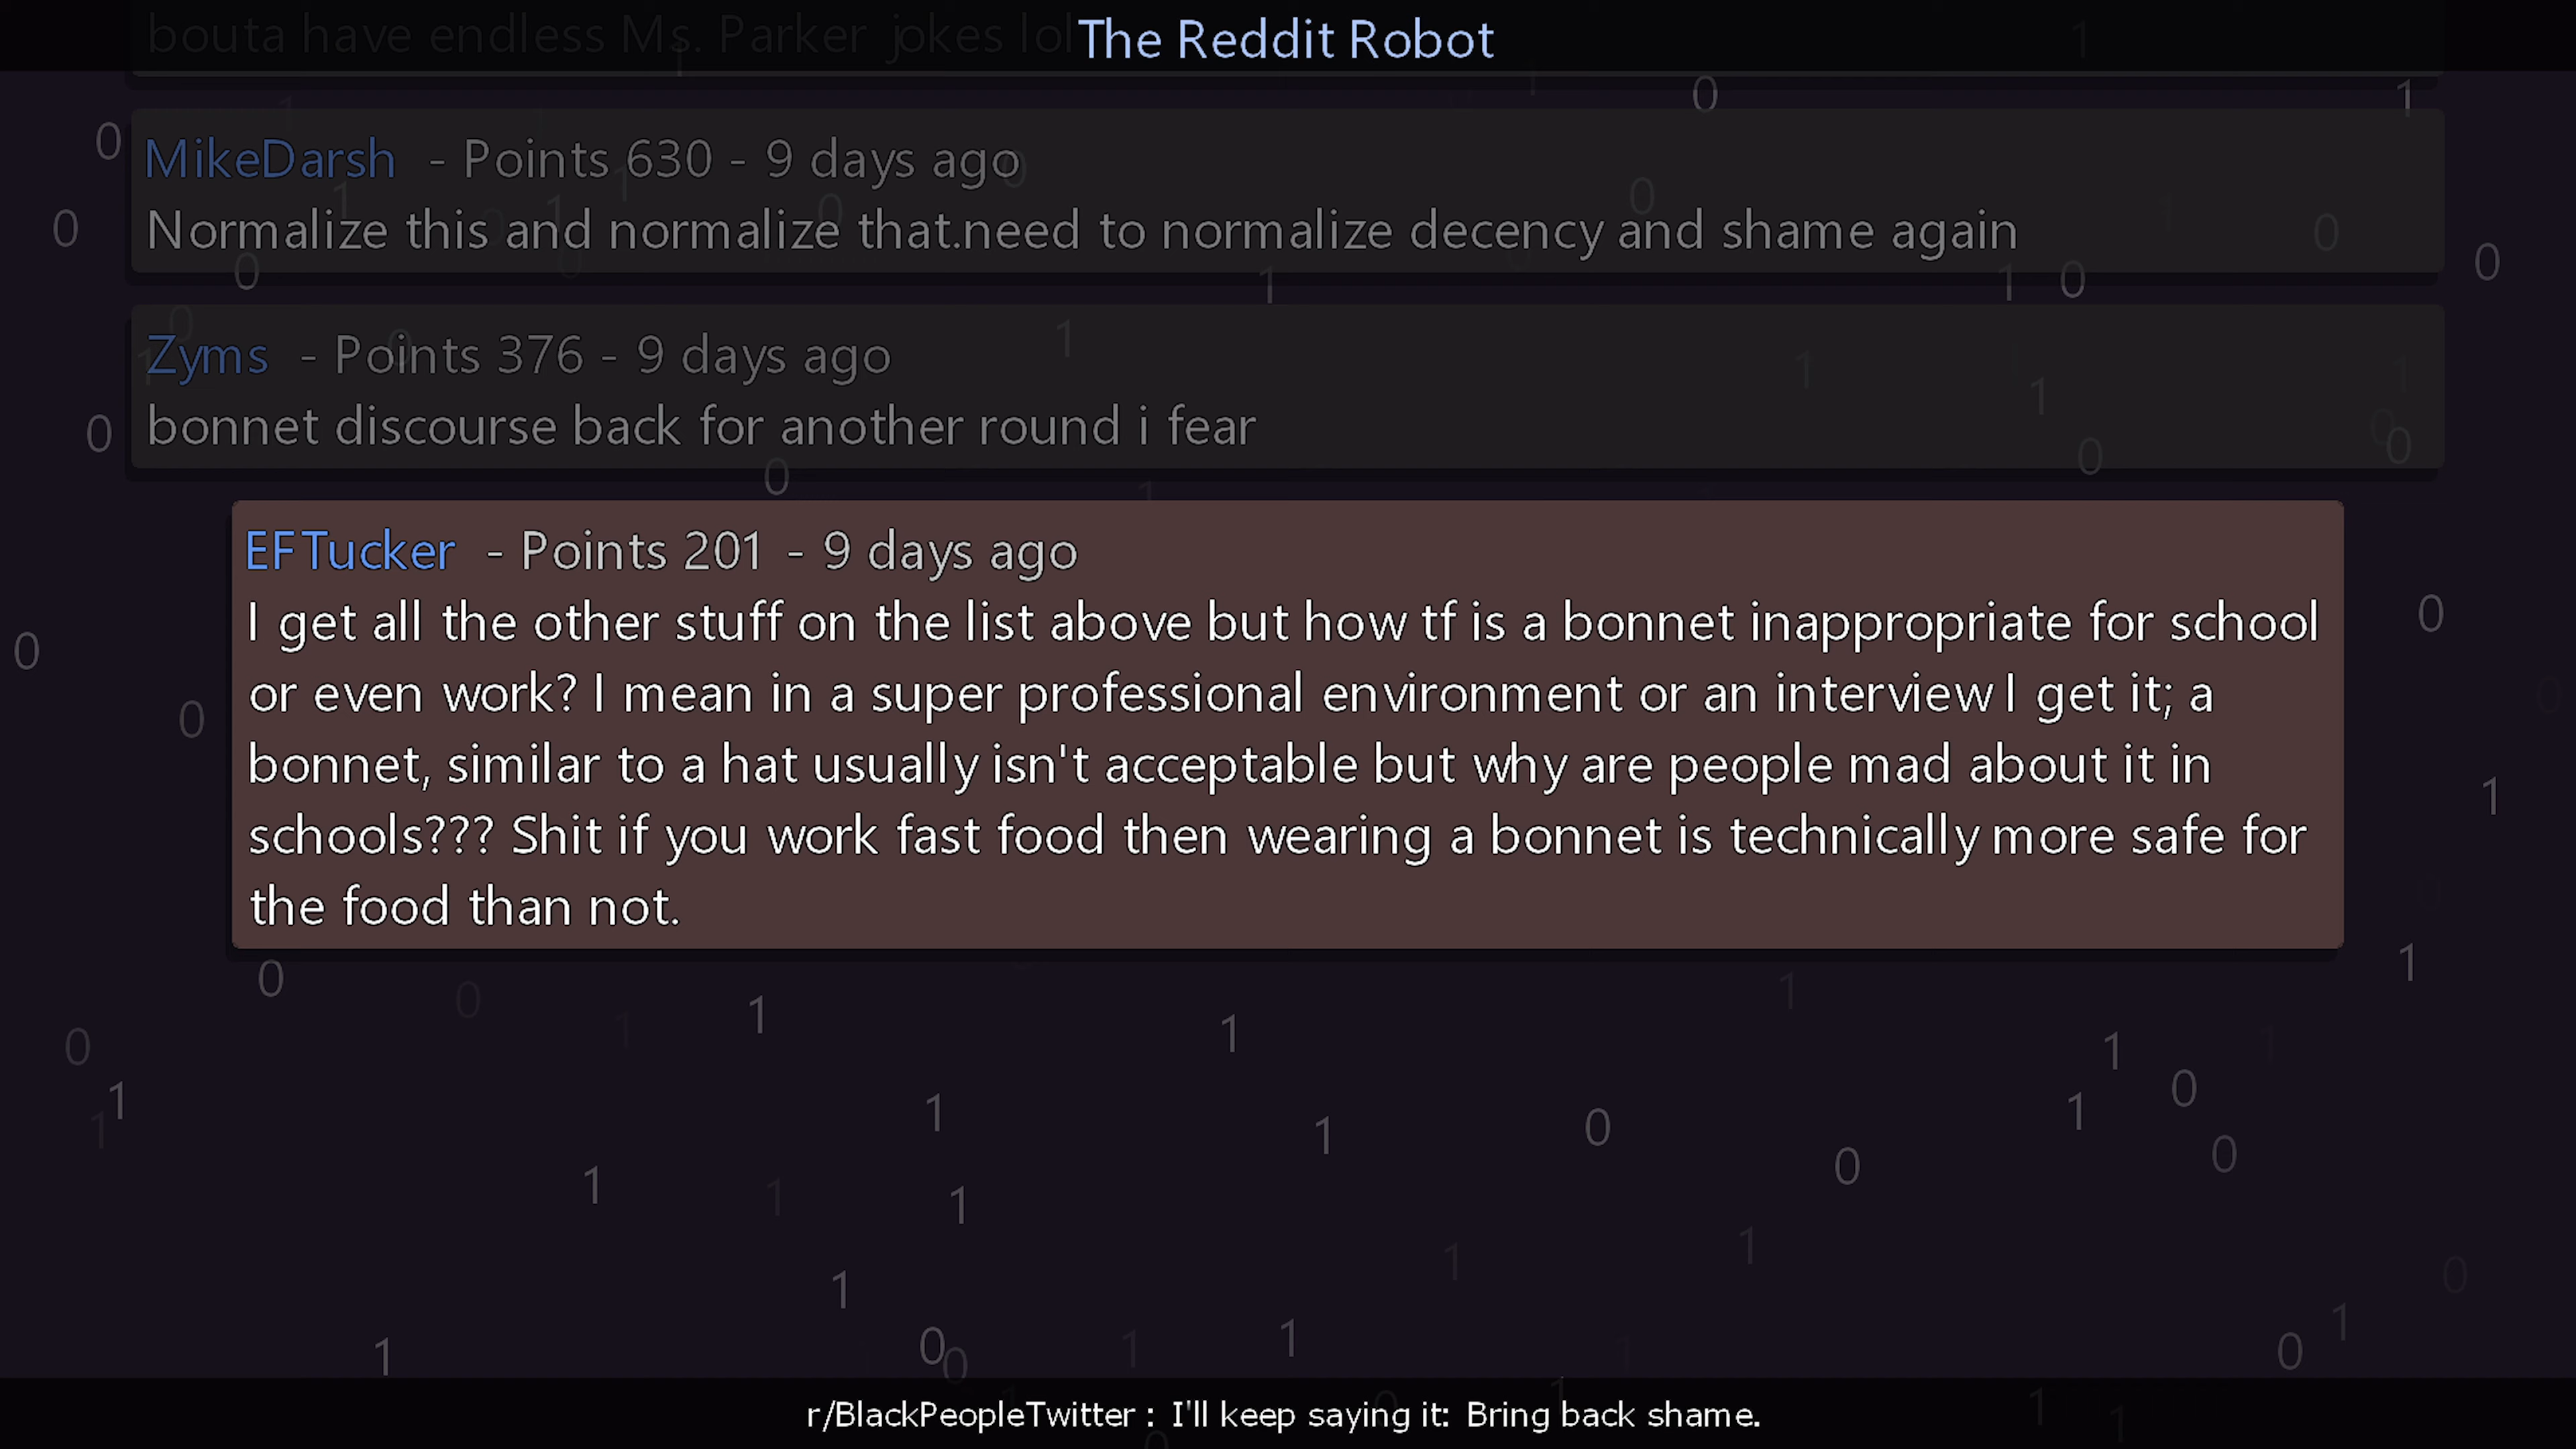 bouta have endless Ms. Parker jokes lol
The Reddit Robot
MikeDarsh - Points 630 - 9 days ago
Normalize this and normalize that.need to normalize decency and shame again
Zyms - Points 376 - 9 days ago
bonnet discourse back for another round i fear
EFTucker - Points 201 - 9 days ago
I get all the other stuff on the list above but how tf is a bonnet inappropriate for school
or even work? I mean in a super professional environment or an interview I get it; a
bonnet, similar to a hat usually isn't acceptable but why are people mad about it in
schools??? Shit if you work fast food then wearing a bonnet is technically more safe for
the food than not.
r/BlackPeopleTwitter : I'll keep saying it: Bring back shame.